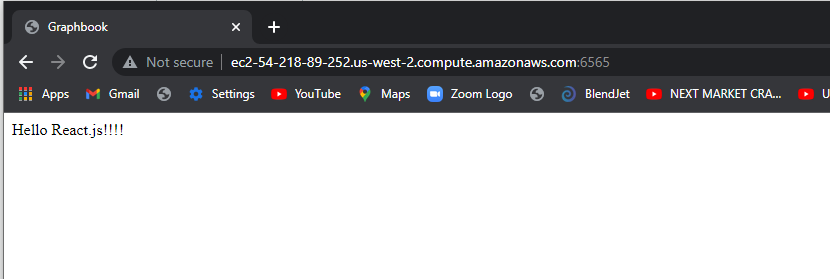 Graphbook
Not secure ec2-54-218-89-252.us-west-2.compute.amazonaws.com:6565
Apps Gmail Settings YouTube Maps Zoom Logo BlendJet NEXT MARKET CRA... U
Hello React.js!!!!